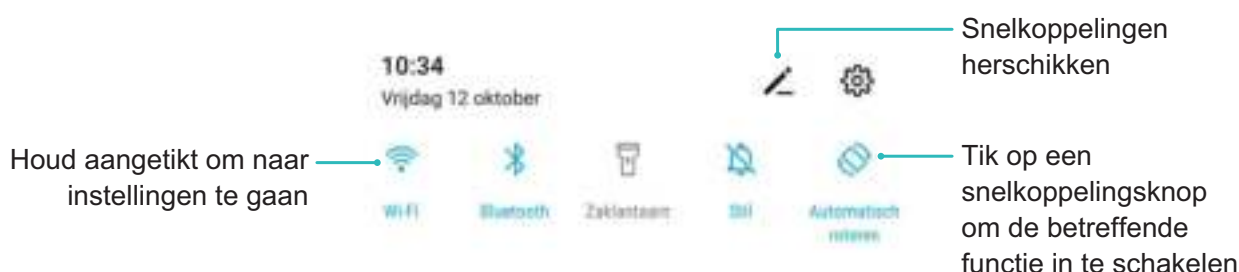 Snelkoppelingen
herschikken
10:34
Vrijdag 12 oktober
Houd aangetikt om naar
instellingen te gaan
Wi-Fi
Bluetooth
Zaklantaarn
Stil
Automatisch
roteren
Tik op een
snelkoppelingsknop
om de betreffende
functie in te schakelen